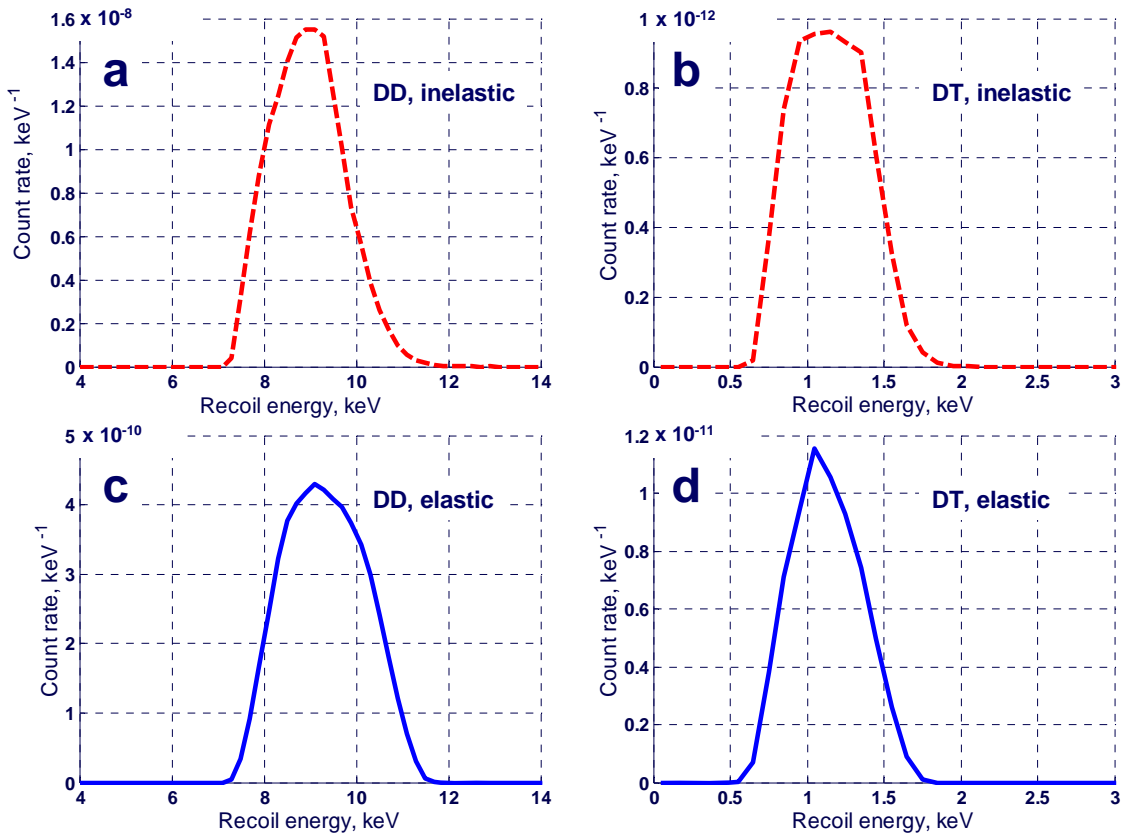 x 10^-8
1.6
1.4
1.2
1
0.8
0.6
0.4
0.2
0
4 6 8 10 12 14
Count rate, keV^-1
Recoil energy, keV
a
DD, inelastic
x 10^-12
1
0.8
0.6
0.4
0.2
0
0 0.5 1 1.5 2 2.5 3
Count rate, keV^-1
Recoil energy, keV
b
DT, inelastic
x 10^-10
5
4
3
2
1
0
4 6 8 10 12 14
Count rate, keV^-1
Recoil energy, keV
c
DD, elastic
x 10^-11
1.2
1
0.8
0.6
0.4
0.2
0
0 0.5 1 1.5 2 2.5 3
Count rate, keV^-1
Recoil energy, keV
d
DT, elastic